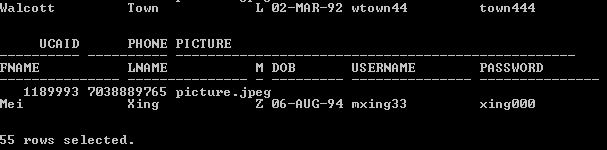 Walcott Town L 02-MAR-92 wtown44 town444
UCAID PHONE PICTURE
FNAME LNAME M DOB USERNAME PASSWORD
1189993 7038889765 picture.jpeg
Mei Xing Z 06-AUG-94 mxing33 xing000
55 rows selected.